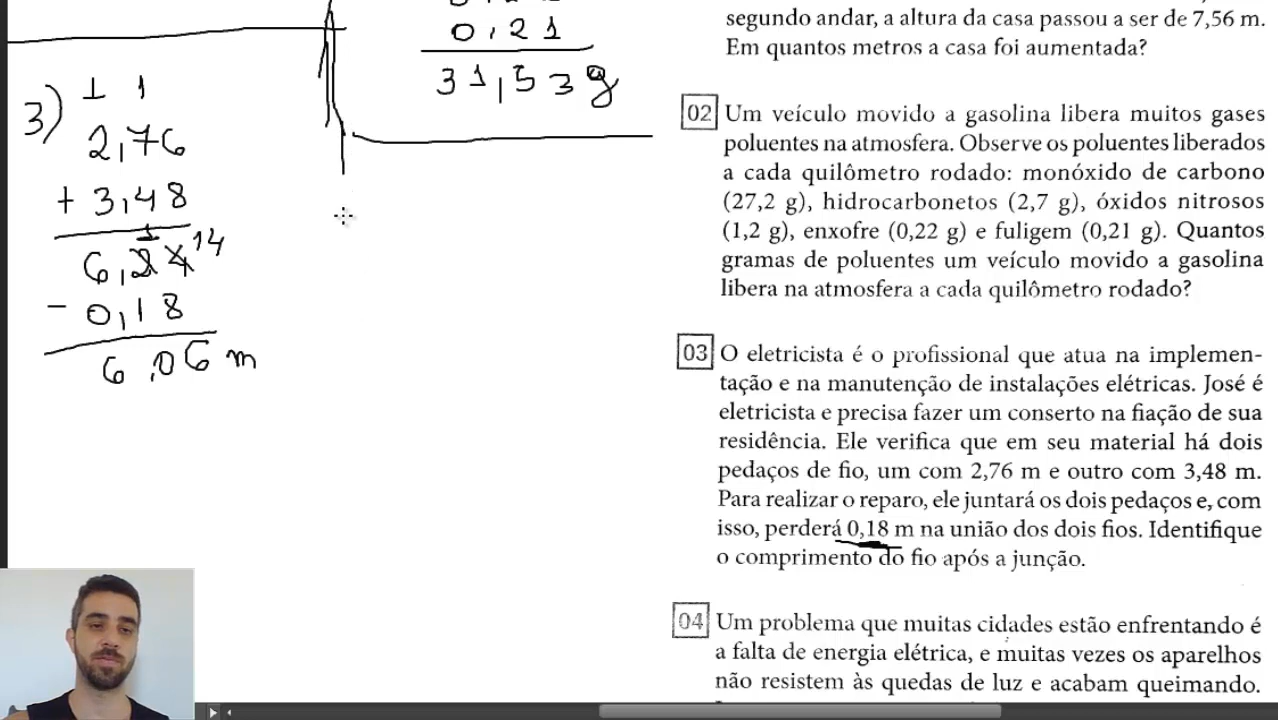 0,21
31,53g
3)
1 1
2,76
+ 3,48
1
6,24 14
- 0,18
6,06 m
segundo andar, a altura da casa passou a ser de 7,56 m.
Em quantos metros a casa foi aumentada?
02 Um veículo movido a gasolina libera muitos gases
poluentes na atmosfera. Observe os poluentes liberados
a cada quilômetro rodado: monóxido de carbono
(27,2 g), hidrocarbonetos (2,7 g), óxidos nitrosos
(1,2 g), enxofre (0,22 g) e fuligem (0,21 g). Quantos
gramas de poluentes um veículo movido a gasolina
libera na atmosfera a cada quilômetro rodado?
03 O eletricista é o profissional que atua na implemen-
tação e na manutenção de instalações elétricas. José é
eletricista e precisa fazer um conserto na fiação de sua
residência. Ele verifica que em seu material há dois
pedaços de fio, um com 2,76 m e outro com 3,48 m.
Para realizar o reparo, ele juntará os dois pedaços e, com
isso, perderá 0,18 m na união dos dois fios. Identifique
o comprimento do fio após a junção.
04 Um problema que muitas cidades estão enfrentando é
a falta de energia elétrica, e muitas vezes os aparelhos
não resistem às quedas de luz e acabam queimando.